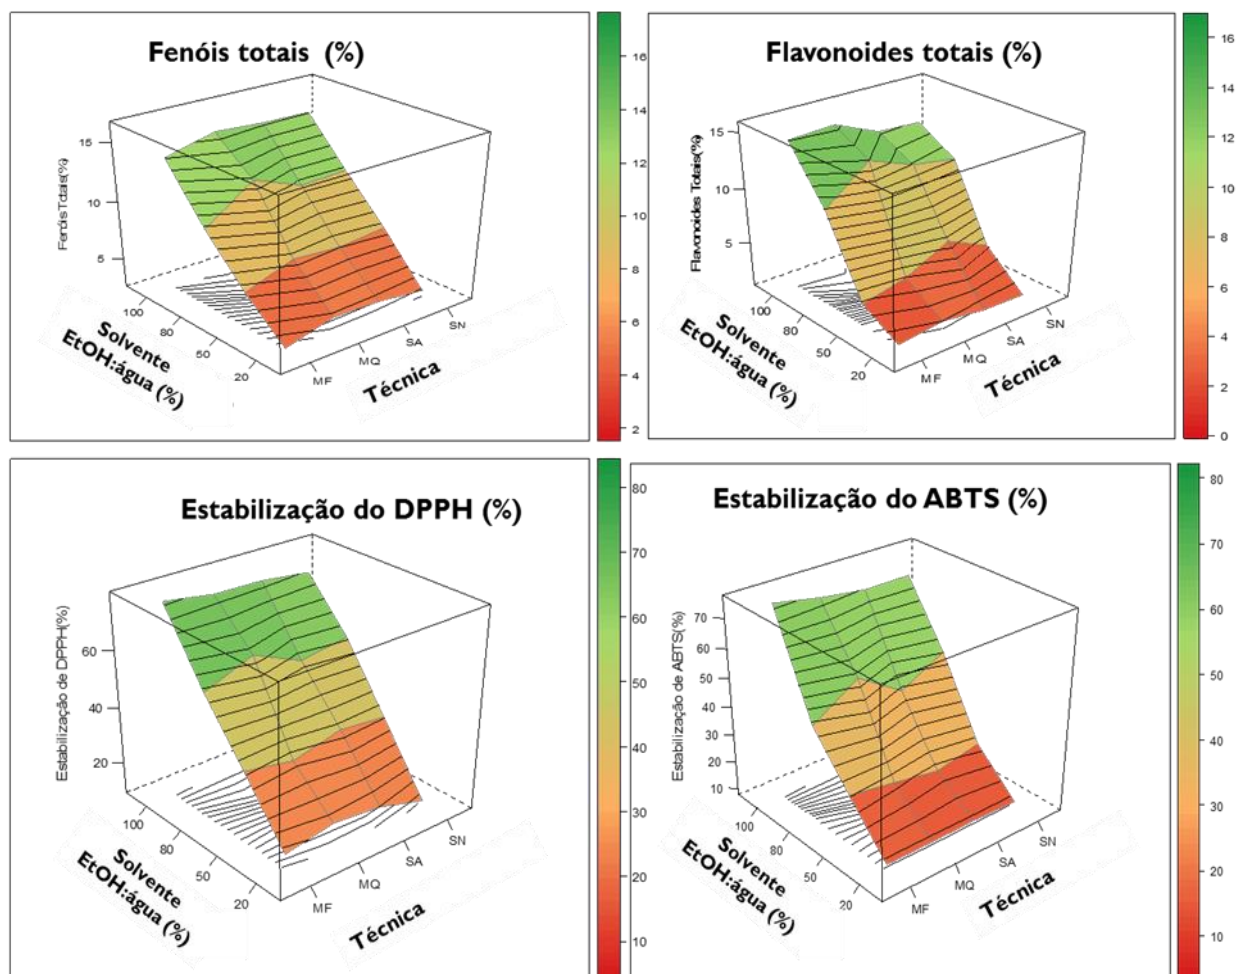 Fenóis totais (%)
Fenóis Totais(%)
15
10
5
100
80
50
20
Solvente
EtOH:água (%)
MF
MQ
SA
SN
Técnica
16
14
12
10
8
6
4
2
Flavonoides totais (%)
Flavonoides Totais(%)
15
10
5
100
80
50
20
Solvente
EtOH:água (%)
MF
MQ
SA
SN
Técnica
16
14
12
10
8
6
4
2
0
Estabilização do DPPH (%)
Estabilização de DPPH(%)
60
40
20
100
80
50
20
Solvente
EtOH:água (%)
MF
MQ
SA
SN
Técnica
80
70
60
50
40
30
20
10
Estabilização do ABTS (%)
Estabilização de ABTS(%)
70
60
50
40
30
20
10
100
80
50
20
Solvente
EtOH:água (%)
MF
MQ
SA
SN
Técnica
80
70
60
50
40
30
20
10